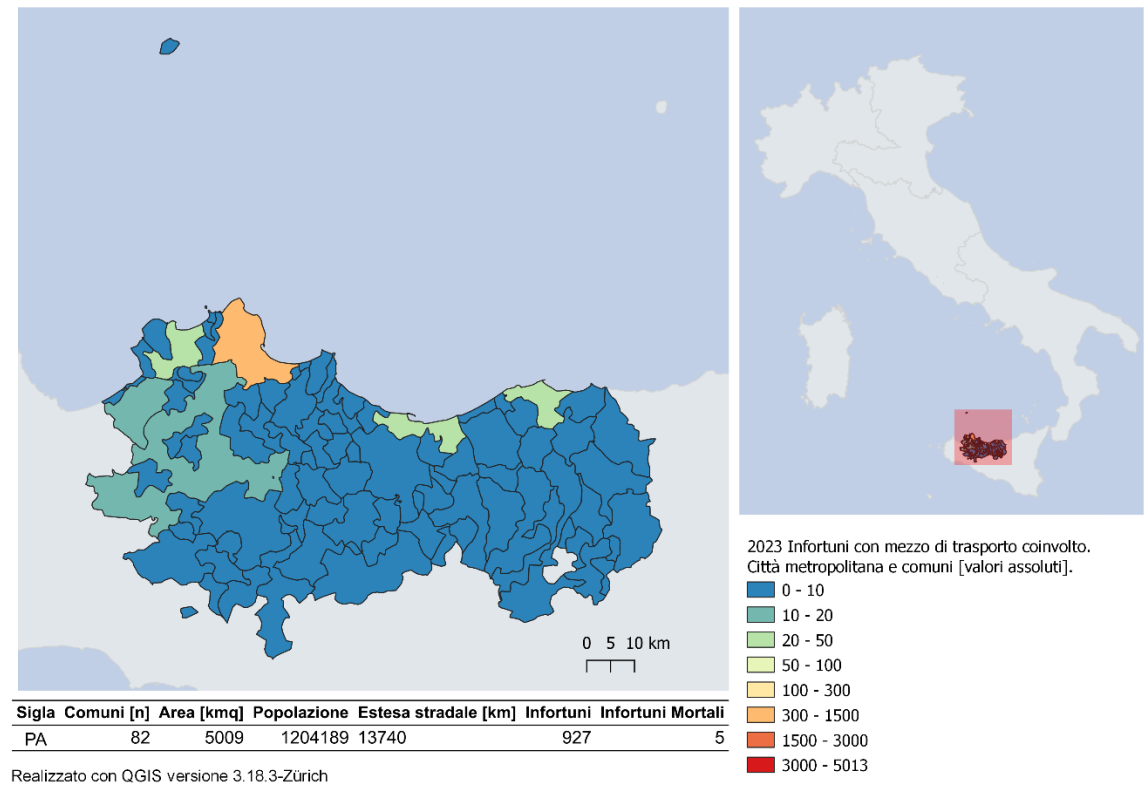 0 5 10 km
2023 Infortuni con mezzo di trasporto coinvolto.
Città metropolitana e comuni [valori assoluti].
0 - 10
10 - 20
20 - 50
50 - 100
100 - 300
300 - 1500
1500 - 3000
3000 - 5013
Sigla Comuni [n] Area [kmq] Popolazione Estesa stradale [km] Infortuni Infortuni Mortali
PA 82 5009 1204189 13740 927 5
Realizzato con QGIS versione 3.18.3-Zürich